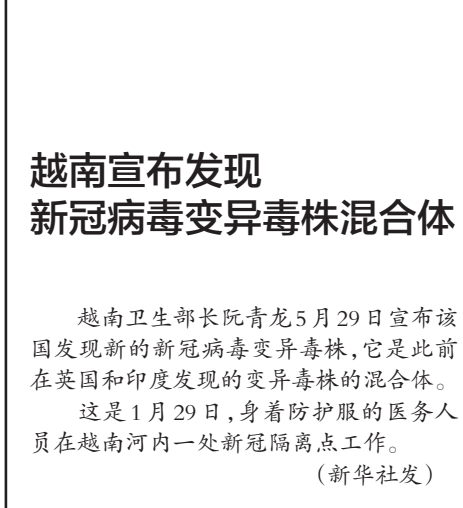 越南宣布发现
新冠病毒变异毒株混合体
越南卫生部长阮青龙5月29日宣布该
国发现新的新冠病毒变异毒株,它是此前
在英国和印度发现的变异毒株的混合体。
这是1月29日,身着防护服的医务人
员在越南河内一处新冠隔离点工作。
(新华社发)